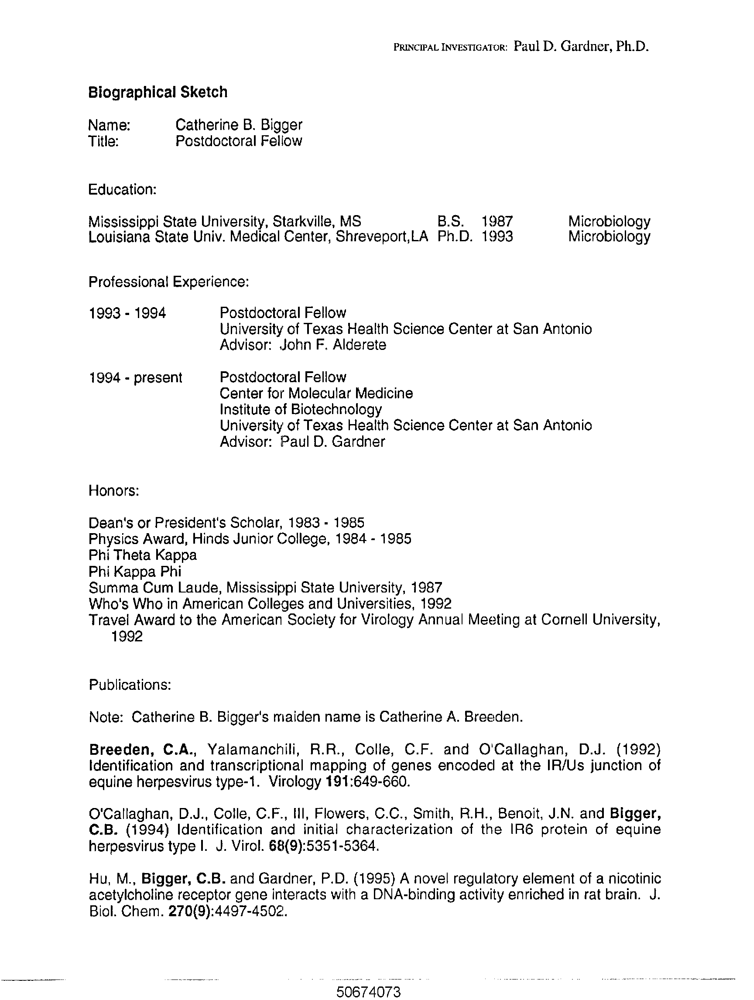 PRINCIPAL INVESTIGATOR: Paul D. Gardner, Ph.D.
Biographical Sketch
Name: Catherine B. Bigger
Title: Postdoctoral Fellow
Education:
Mississippi State University, Starkville, MS B.S. 1987 Microbiology
Louisiana State Univ. Medical Center, Shreveport,LA Ph.D. 1993 Microbiology
Professional Experience:
1993 - 1994 Postdoctoral Fellow
University of Texas Health Science Center at San Antonio
Advisor: John F. Alderete
1994 - present Postdoctoral Fellow
Center for Molecular Medicine
Institute of Biotechnology
University of Texas Health Science Center at San Antonio
Advisor: Paul D. Gardner
Honors:
Dean's or President's Scholar, 1983 - 1985
Physics Award, Hinds Junior College, 1984 - 1985
Phi Theta Kappa
Phi Kappa Phi
Summa Cum Laude, Mississippi State University, 1987
Who's Who in American Colleges and Universities, 1992
Travel Award to the American Society for Virology Annual Meeting at Cornell University,
1992
Publications:
Note: Catherine B. Bigger's maiden name is Catherine A. Breeden.
Breeden, C.A., Yalamanchili, R.R., Colle, C.F. and O'Callaghan, D.J. (1992)
Identification and transcriptional mapping of genes encoded at the IR/Us junction of
equine herpesvirus type-1. Virology 191:649-660.
O'Callaghan, D.J., Colle, C.F., III, Flowers, C.C., Smith, R.H., Benoit, J.N. and Bigger,
C.B. (1994) Identification and initial characterization of the IR6 protein of equine
herpesvirus type I. J. Virol. 68(9):5351-5364.
Hu, M., Bigger, C.B. and Gardner, P.D. (1995) A novel regulatory element of a nicotinic
acetylcholine receptor gene interacts with a DNA-binding activity enriched in rat brain. J.
Biol. Chem. 270(9):4497-4502.
50674073